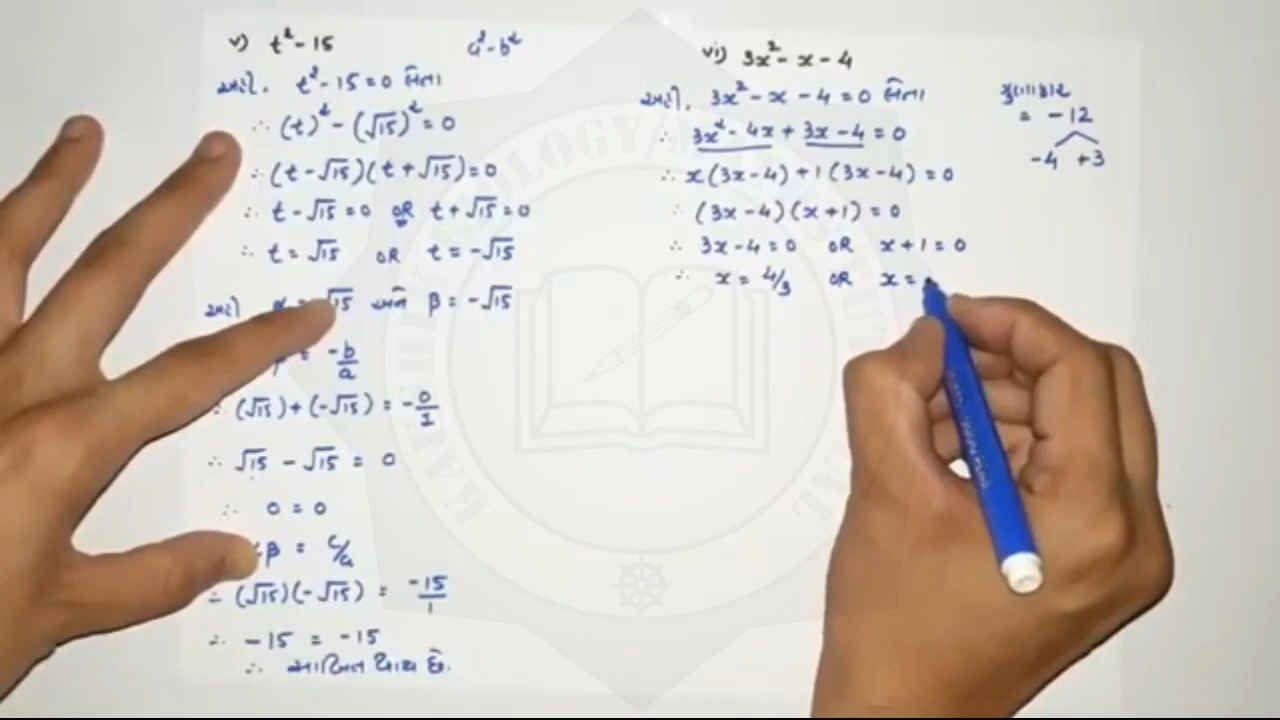 v) t² - 15
a² - b²
અહીં, t² - 15 = 0 લેતા
∴ (t)² - (√15)² = 0
∴ (t - √15)(t + √15) = 0
∴ t - √15 = 0 OR t + √15 = 0
∴ t = √15 OR t = -√15
અહીં √15 અને β = -√15
= -b/a
∴ (√15) + (-√15) = -0/1
∴ √15 - √15 = 0
∴ 0 = 0
β = c/a
∴ (√15)(-√15) = -15/1
∴ -15 = -15
∴ સાબિત થાય છે.
vi) 3x² - x - 4
અહીં, 3x² - x - 4 = 0 લેતા
∴ 3x² - 4x + 3x - 4 = 0
∴ x(3x - 4) + 1(3x - 4) = 0
∴ (3x - 4)(x + 1) = 0
∴ 3x - 4 = 0 OR x + 1 = 0
∴ x = 4/3 OR x =
ગુણાકાર
= -12
-4 +3